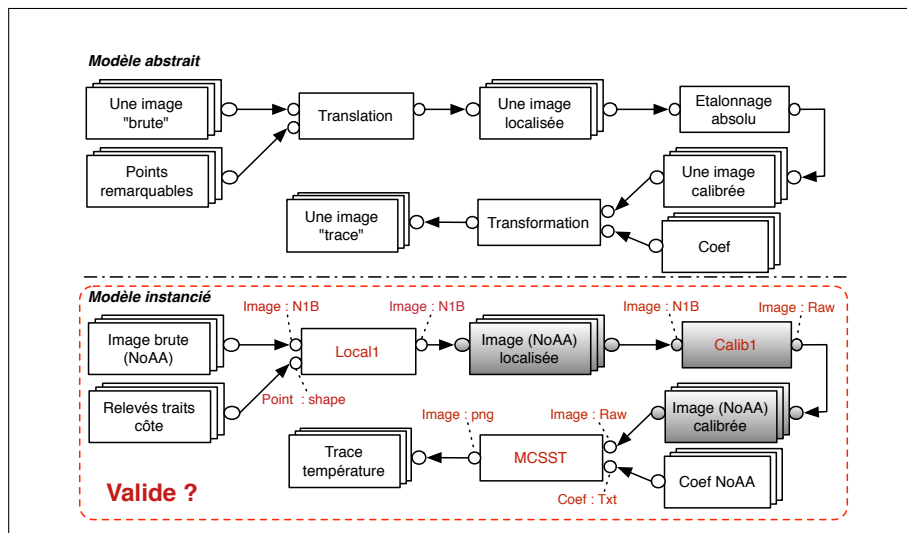 Modèle abstrait
Une image
"brute"
Translation
Une image
localisée
Etalonnage
absolu
Points
remarquables
Une image
calibrée
Une image
"trace"
Transformation
Coef
Modèle instancié
Image : N1B
Image : N1B
Image : N1B
Image : Raw
Image brute
(NoAA)
Local1
Image (NoAA)
localisée
Calib1
Relevés traits
côte
Point : shape
Image : png
Image : Raw
Image (NoAA)
calibrée
Trace
température
MCSST
Coef NoAA
Coef : Txt
Valide ?